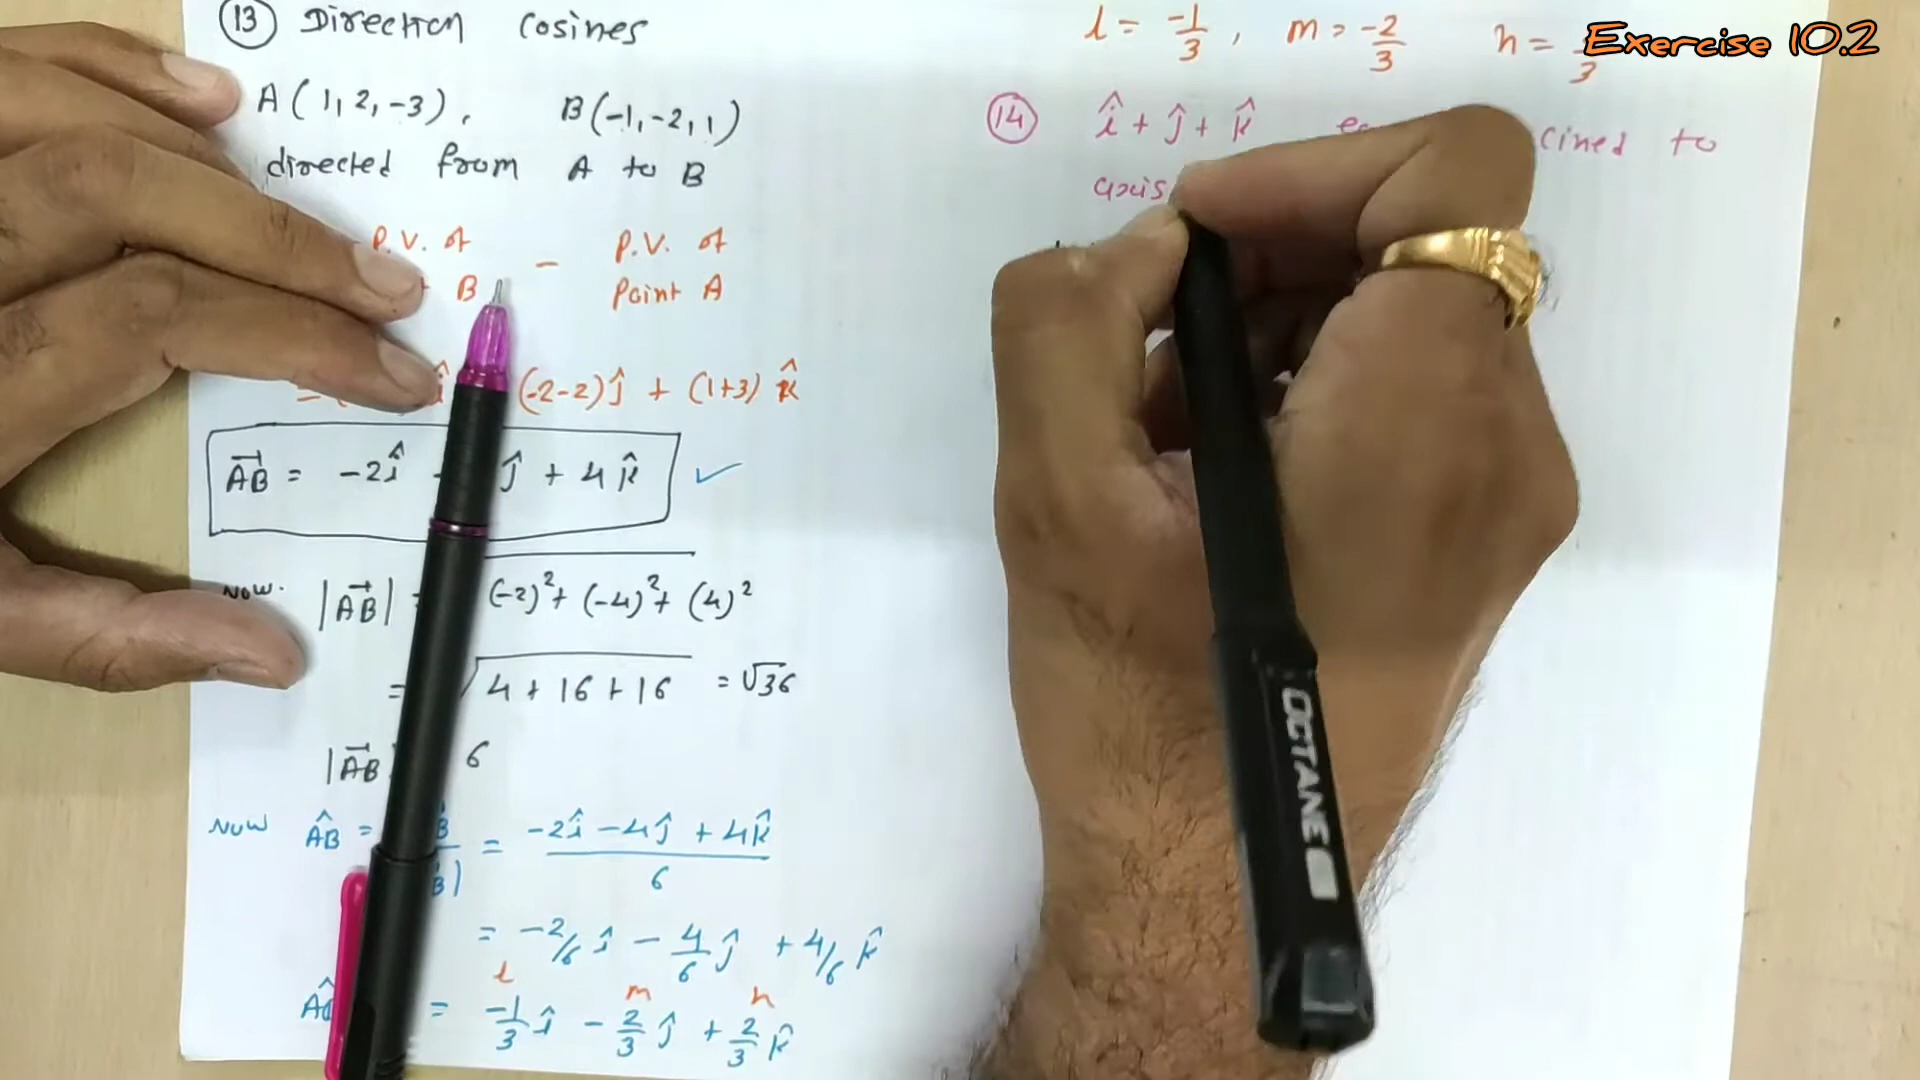 13 Direction cosines
A(1, 2, -3), B(-1, -2, 1)
directed from A to B
P.V. of - P.V. of
B Point A
(-2-2)ĵ + (1+3) k̂
AB→ = -2î - ĵ + 4k̂ ✓
Now. |AB→| = (-2)² + (-4)² + (4)²
= √4 + 16 + 16 = √36
|AB→| 6
Now ÂB = = -2î - 4ĵ + 4k̂ / 6
= -2/6 î - 4/6 ĵ + 4/6 k̂
l m n
= -1/3 î - 2/3 ĵ + 2/3 k̂
l = -1/3, m = -2/3 n = /3
Exercise 10.2
14 î + ĵ + k̂ to
axis
OCTANE